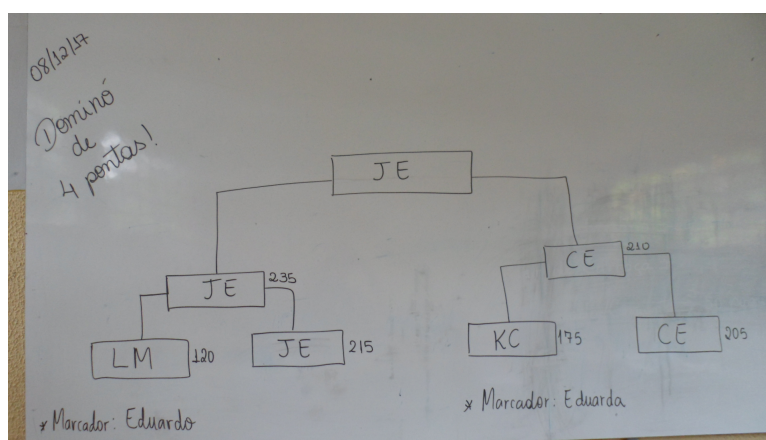 08/12/17
Dominó
de
4 pontas!
JE
JE 235
CE 210
LM 120
JE 215
KC 175
CE 205
* Marcador: Eduardo
* Marcador: Eduarda